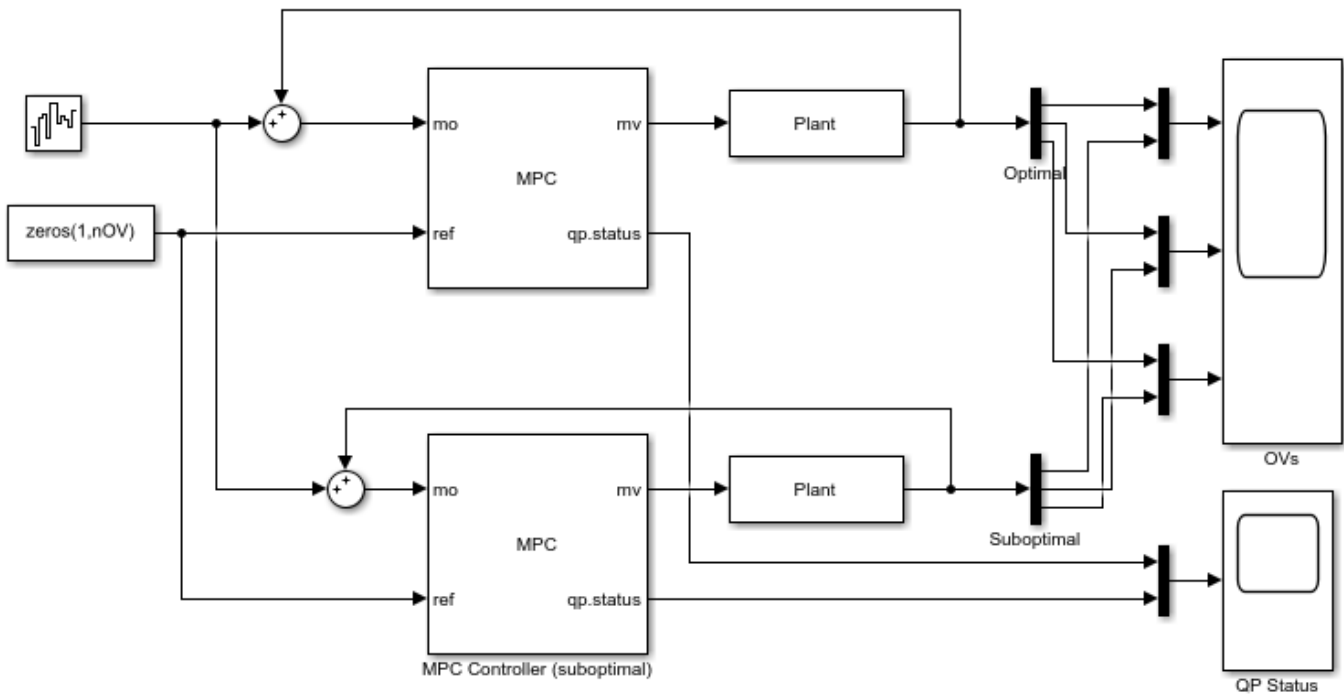 mo
mv
MPC
Plant
Optimal
zeros(1,nOV)
ref
qp.status
OVs
mo
mv
MPC
Plant
Suboptimal
ref
qp.status
MPC Controller (suboptimal)
QP Status